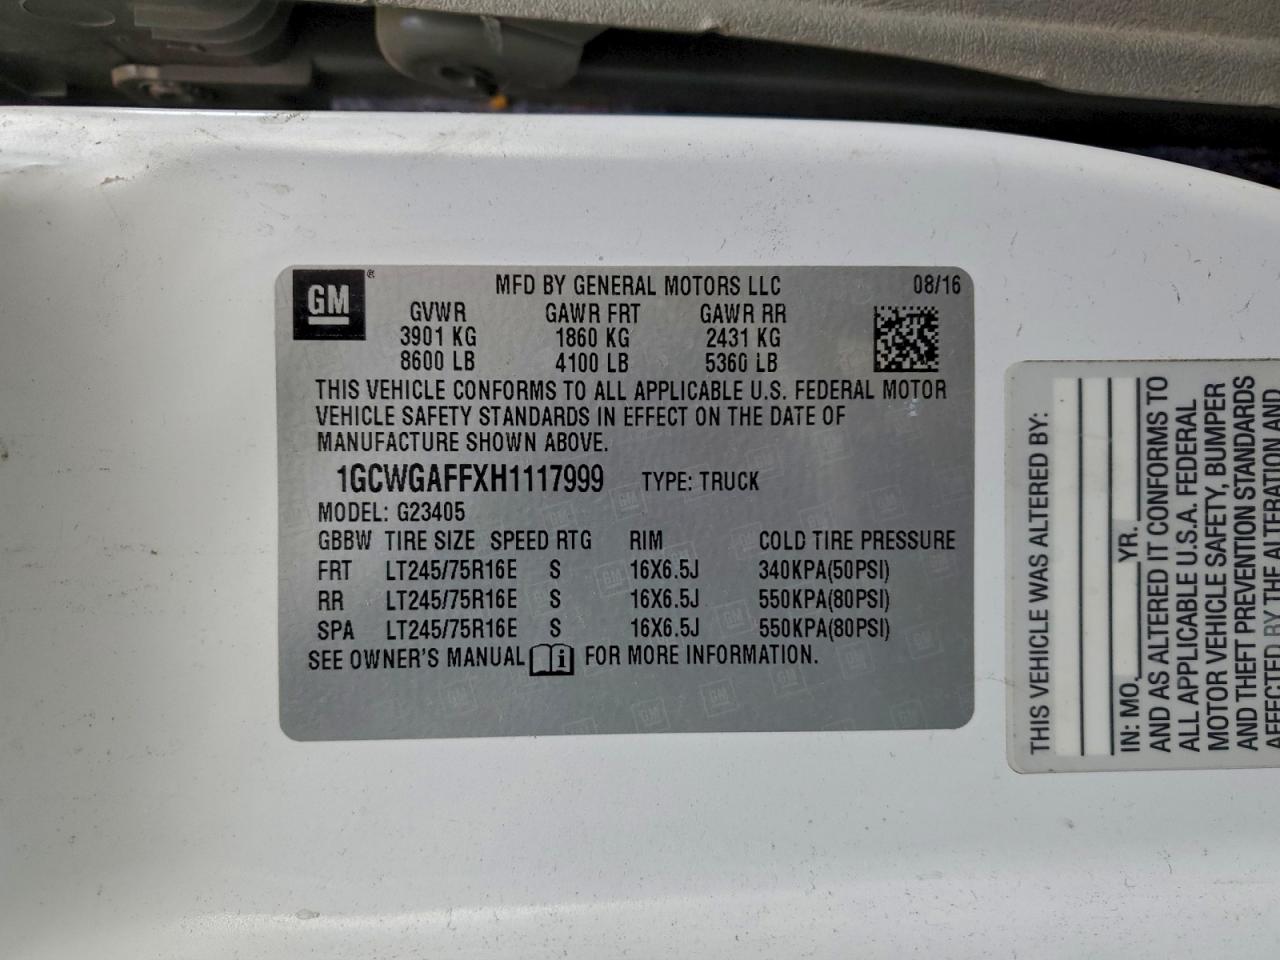 GM ®
MFD BY GENERAL MOTORS LLC 08/16
GVWR GAWR FRT GAWR RR
3901 KG 1860 KG 2431 KG
8600 LB 4100 LB 5360 LB
THIS VEHICLE CONFORMS TO ALL APPLICABLE U.S. FEDERAL MOTOR
VEHICLE SAFETY STANDARDS IN EFFECT ON THE DATE OF
MANUFACTURE SHOWN ABOVE.
1GCWGAFFXH1117999 TYPE: TRUCK
MODEL: G23405
GBBW TIRE SIZE SPEED RTG RIM COLD TIRE PRESSURE
FRT LT245/75R16E S 16X6.5J 340KPA(50PSI)
RR LT245/75R16E S 16X6.5J 550KPA(80PSI)
SPA LT245/75R16E S 16X6.5J 550KPA(80PSI)
SEE OWNER'S MANUAL FOR MORE INFORMATION.
THIS VEHICLE WAS ALTERED BY:
IN: MO. YR.
AND AS ALTERED IT CONFORMS TO
ALL APPLICABLE U.S.A. FEDERAL
MOTOR VEHICLE SAFETY, BUMPER
AND THEFT PREVENTION STANDARDS
AFFECTED BY THE ALTERATION AND